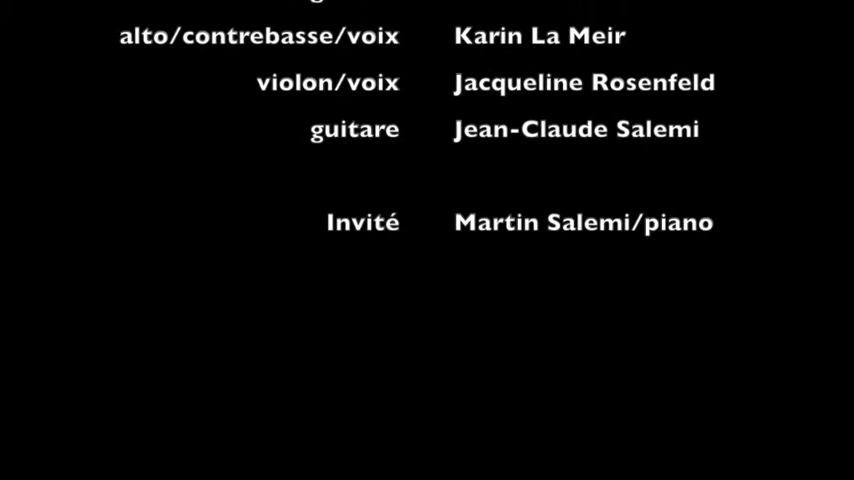 alto/contrebasse/voix Karin La Meir
violon/voix Jacqueline Rosenfeld
guitare Jean-Claude Salemi
Invité Martin Salemi/piano